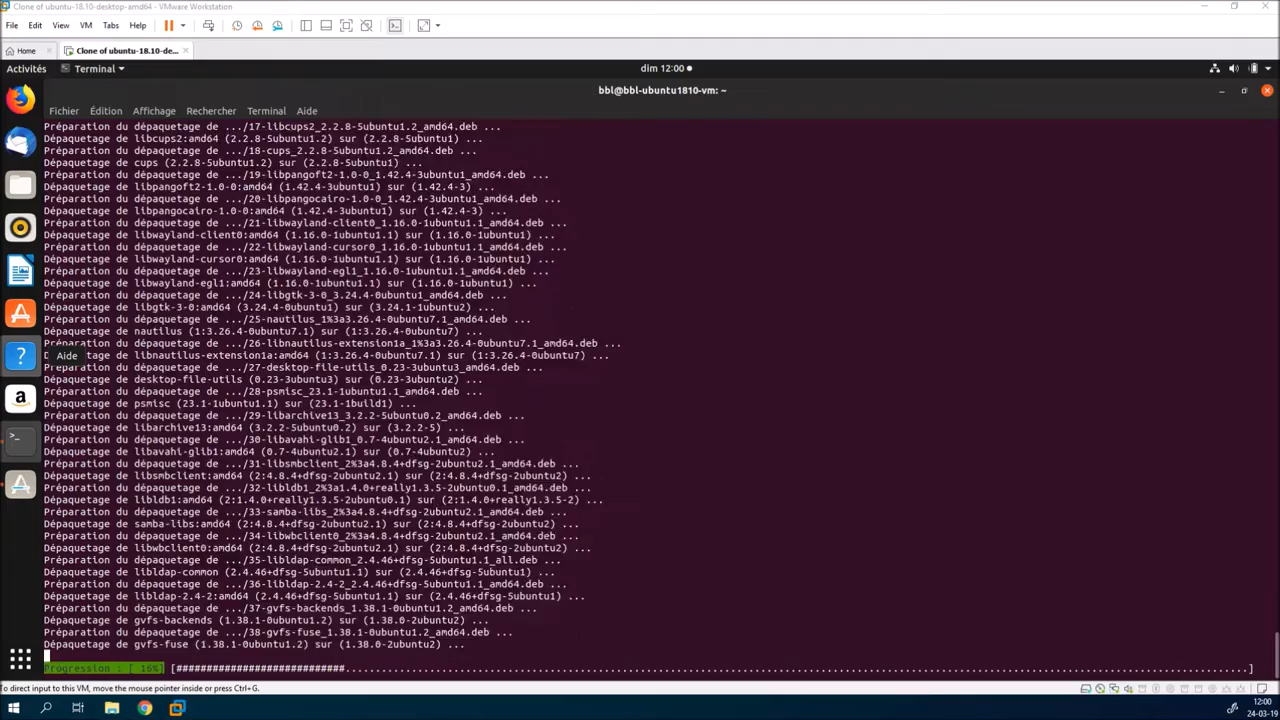 Clone of ubuntu-18.10-desktop-amd64 - VMware Workstation
File Edit View VM Tabs Help
Home Clone of ubuntu-18.10-de...
Activités Terminal dim 12:00
bbl@bbl-ubuntu1810-vm: ~
Fichier Édition Affichage Rechercher Terminal Aide
Préparation du dépaquetage de .../17-libcups2_2.2.8-5ubuntu1.2_amd64.deb ...
Dépaquetage de libcups2:amd64 (2.2.8-5ubuntu1.2) sur (2.2.8-5ubuntu1) ...
Préparation du dépaquetage de .../18-cups_2.2.8-5ubuntu1.2_amd64.deb ...
Dépaquetage de cups (2.2.8-5ubuntu1.2) sur (2.2.8-5ubuntu1) ...
Préparation du dépaquetage de .../19-libpangoft2-1.0-0_1.42.4-3ubuntu1_amd64.deb ...
Dépaquetage de libpangoft2-1.0-0:amd64 (1.42.4-3ubuntu1) sur (1.42.4-3) ...
Préparation du dépaquetage de .../20-libpangocairo-1.0-0_1.42.4-3ubuntu1_amd64.deb ...
Dépaquetage de libpangocairo-1.0-0:amd64 (1.42.4-3ubuntu1) sur (1.42.4-3) ...
Préparation du dépaquetage de .../21-libwayland-client0_1.16.0-1ubuntu1.1_amd64.deb ...
Dépaquetage de libwayland-client0:amd64 (1.16.0-1ubuntu1.1) sur (1.16.0-1ubuntu1) ...
Préparation du dépaquetage de .../22-libwayland-cursor0_1.16.0-1ubuntu1.1_amd64.deb ...
Dépaquetage de libwayland-cursor0:amd64 (1.16.0-1ubuntu1.1) sur (1.16.0-1ubuntu1) ...
Préparation du dépaquetage de .../23-libwayland-egl1_1.16.0-1ubuntu1.1_amd64.deb ...
Dépaquetage de libwayland-egl1:amd64 (1.16.0-1ubuntu1.1) sur (1.16.0-1ubuntu1) ...
Préparation du dépaquetage de .../24-libgtk-3-0_3.24.4-0ubuntu1_amd64.deb ...
Dépaquetage de libgtk-3-0:amd64 (3.24.4-0ubuntu1) sur (3.24.1-1ubuntu2) ...
Préparation du dépaquetage de .../25-nautilus_1%3a3.26.4-0ubuntu7.1_amd64.deb ...
Dépaquetage de nautilus (1:3.26.4-0ubuntu7.1) sur (1:3.26.4-0ubuntu7) ...
Préparation du dépaquetage de .../26-libnautilus-extension1a_1%3a3.26.4-0ubuntu7.1_amd64.deb ...
Aide
tage de libnautilus-extension1a:amd64 (1:3.26.4-0ubuntu7.1) sur (1:3.26.4-0ubuntu7) ...
Préparation du dépaquetage de .../27-desktop-file-utils_0.23-3ubuntu3_amd64.deb ...
Dépaquetage de desktop-file-utils (0.23-3ubuntu3) sur (0.23-3ubuntu2) ...
Préparation du dépaquetage de .../28-psmisc_23.1-1ubuntu1.1_amd64.deb ...
Dépaquetage de psmisc (23.1-1ubuntu1.1) sur (23.1-1build1) ...
Préparation du dépaquetage de .../29-libarchive13_3.2.2-5ubuntu0.2_amd64.deb ...
Dépaquetage de libarchive13:amd64 (3.2.2-5ubuntu0.2) sur (3.2.2-5) ...
Préparation du dépaquetage de .../30-libavahi-glib1_0.7-4ubuntu2.1_amd64.deb ...
Dépaquetage de libavahi-glib1:amd64 (0.7-4ubuntu2.1) sur (0.7-4ubuntu2) ...
Préparation du dépaquetage de .../31-libsmbclient_2%3a4.8.4+dfsg-2ubuntu2.1_amd64.deb ...
Dépaquetage de libsmbclient:amd64 (2:4.8.4+dfsg-2ubuntu2.1) sur (2:4.8.4+dfsg-2ubuntu2) ...
Préparation du dépaquetage de .../32-libldb1_2%3a1.4.0+really1.3.5-2ubuntu0.1_amd64.deb ...
Dépaquetage de libldb1:amd64 (2:1.4.0+really1.3.5-2ubuntu0.1) sur (2:1.4.0+really1.3.5-2) ...
Préparation du dépaquetage de .../33-samba-libs_2%3a4.8.4+dfsg-2ubuntu2.1_amd64.deb ...
Dépaquetage de samba-libs:amd64 (2:4.8.4+dfsg-2ubuntu2.1) sur (2:4.8.4+dfsg-2ubuntu2) ...
Préparation du dépaquetage de .../34-libwbclient0_2%3a4.8.4+dfsg-2ubuntu2.1_amd64.deb ...
Dépaquetage de libwbclient0:amd64 (2:4.8.4+dfsg-2ubuntu2.1) sur (2:4.8.4+dfsg-2ubuntu2) ...
Préparation du dépaquetage de .../35-libldap-common_2.4.46+dfsg-5ubuntu1.1_all.deb ...
Dépaquetage de libldap-common (2.4.46+dfsg-5ubuntu1.1) sur (2.4.46+dfsg-5ubuntu1) ...
Préparation du dépaquetage de .../36-libldap-2.4-2_2.4.46+dfsg-5ubuntu1.1_amd64.deb ...
Dépaquetage de libldap-2.4-2:amd64 (2.4.46+dfsg-5ubuntu1.1) sur (2.4.46+dfsg-5ubuntu1) ...
Préparation du dépaquetage de .../37-gvfs-backends_1.38.1-0ubuntu1.2_amd64.deb ...
Dépaquetage de gvfs-backends (1.38.1-0ubuntu1.2) sur (1.38.0-2ubuntu2) ...
Préparation du dépaquetage de .../38-gvfs-fuse_1.38.1-0ubuntu1.2_amd64.deb ...
Dépaquetage de gvfs-fuse (1.38.1-0ubuntu1.2) sur (1.38.0-2ubuntu2) ...
Progression : [ 16%] [############################......................................................................................................................................................]
To direct input to this VM, move the mouse pointer inside or press Ctrl+G.
12:00
24-03-19